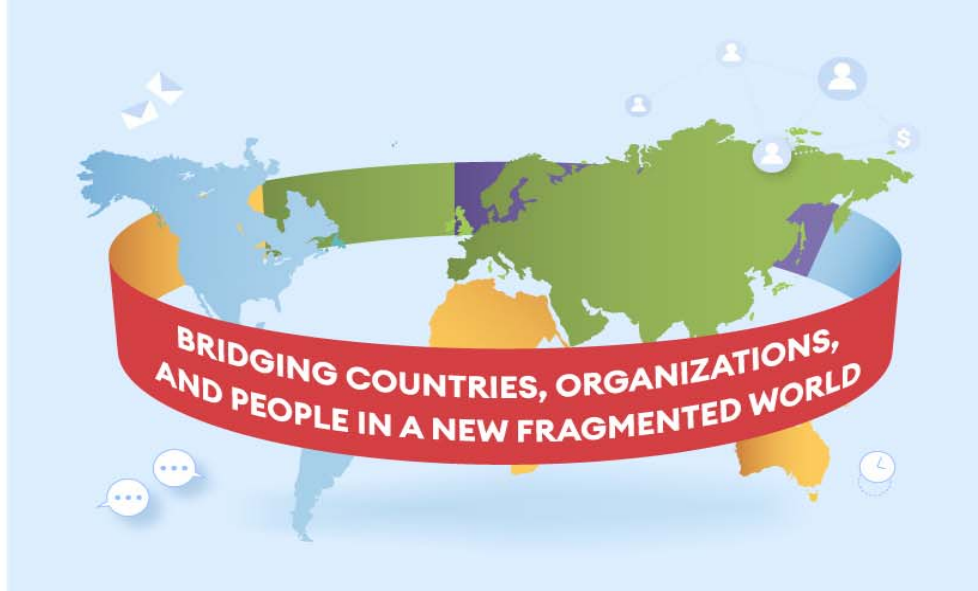 BRIDGING COUNTRIES, ORGANIZATIONS,
AND PEOPLE IN A NEW FRAGMENTED WORLD
$